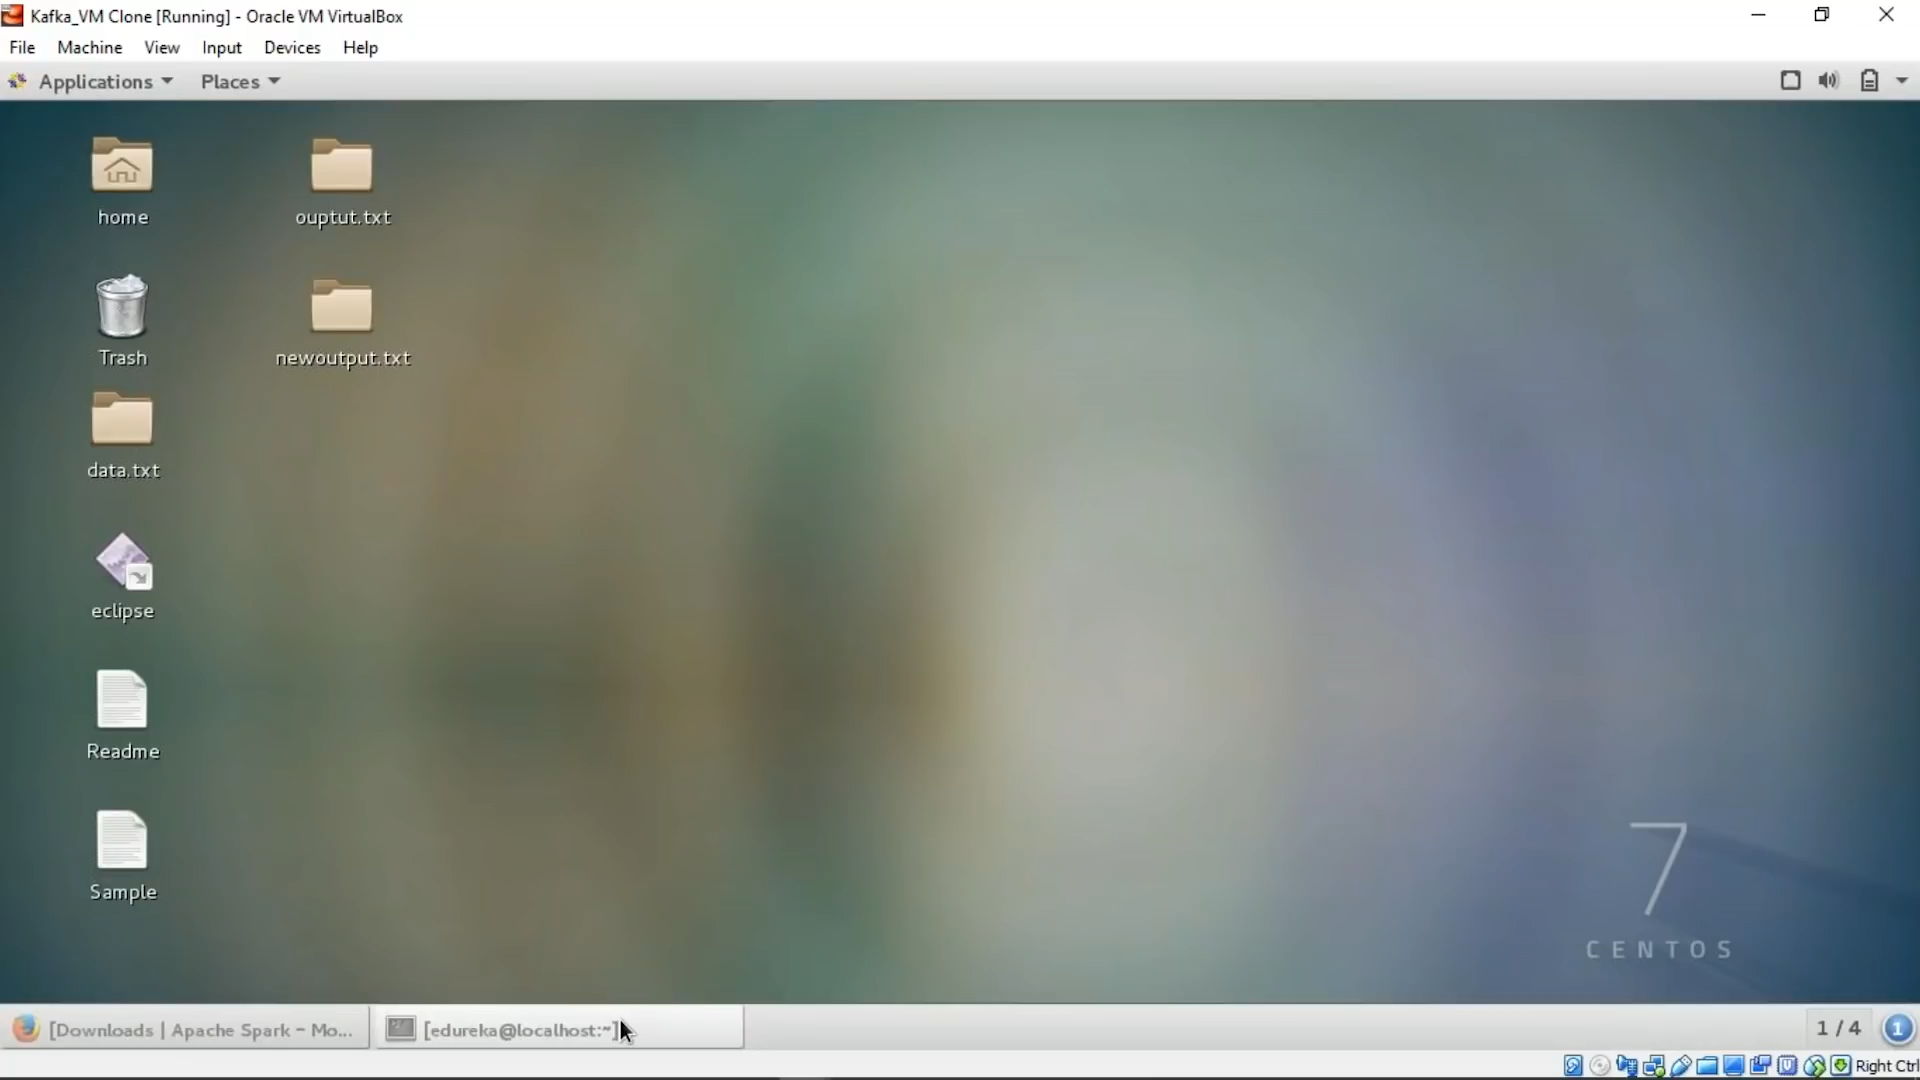 Kafka_VM Clone [Running] - Oracle VM VirtualBox
File Machine View Input Devices Help
Applications Places
home
ouptut.txt
Trash
newoutput.txt
data.txt
eclipse
Readme
Sample
7
CENTOS
[Downloads | Apache Spark - Mo...
[edureka@localhost:~]
1 / 4
1
Right Ctrl